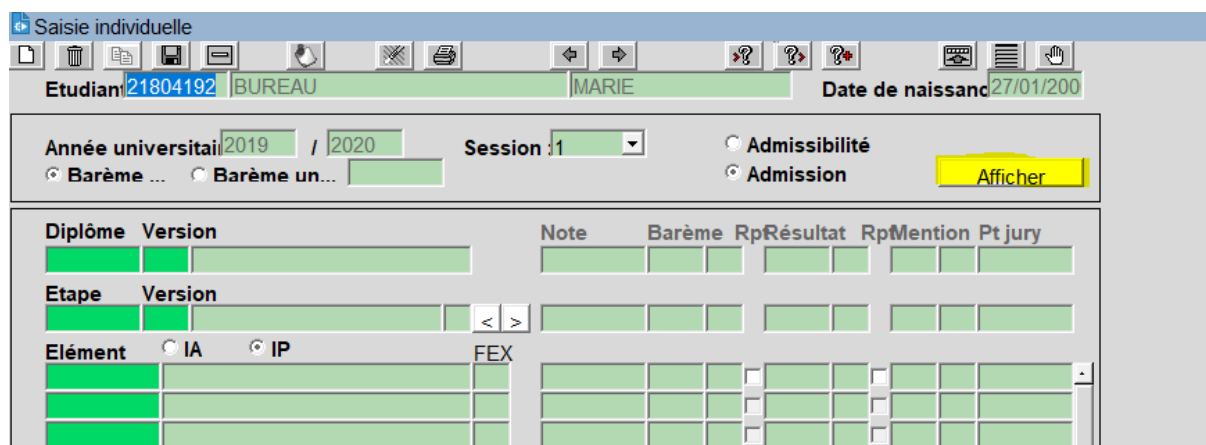 Saisie individuelle
Etudiant 21804192 BUREAU MARIE Date de naissanc 27/01/200
Année universitai 2019 / 2020 Session : 1 Admissibilité
Barème ... Barème un... Admission Afficher
Diplôme Version Note Barème Rpt Résultat Rpt Mention Pt jury
Etape Version
< >
Elément IA IP FEX